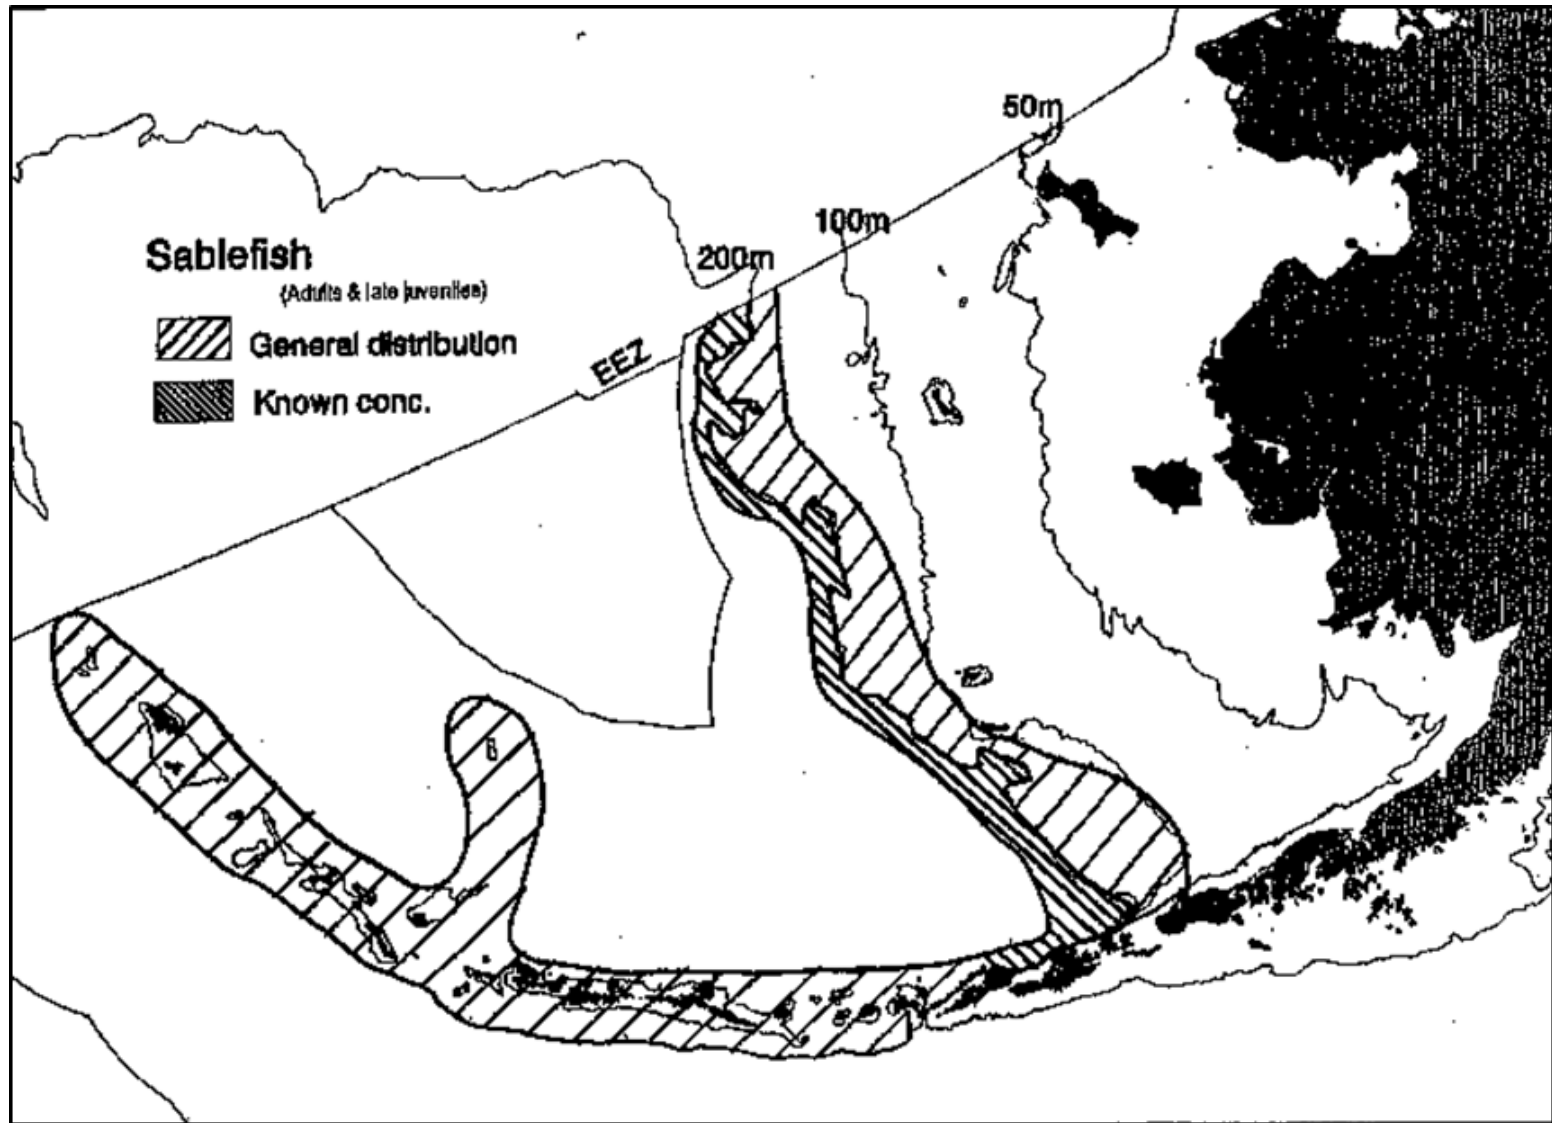 50m
100m
200m
Sablefish
(Adults & late juveniles)
General distribution
EEZ
Known conc.